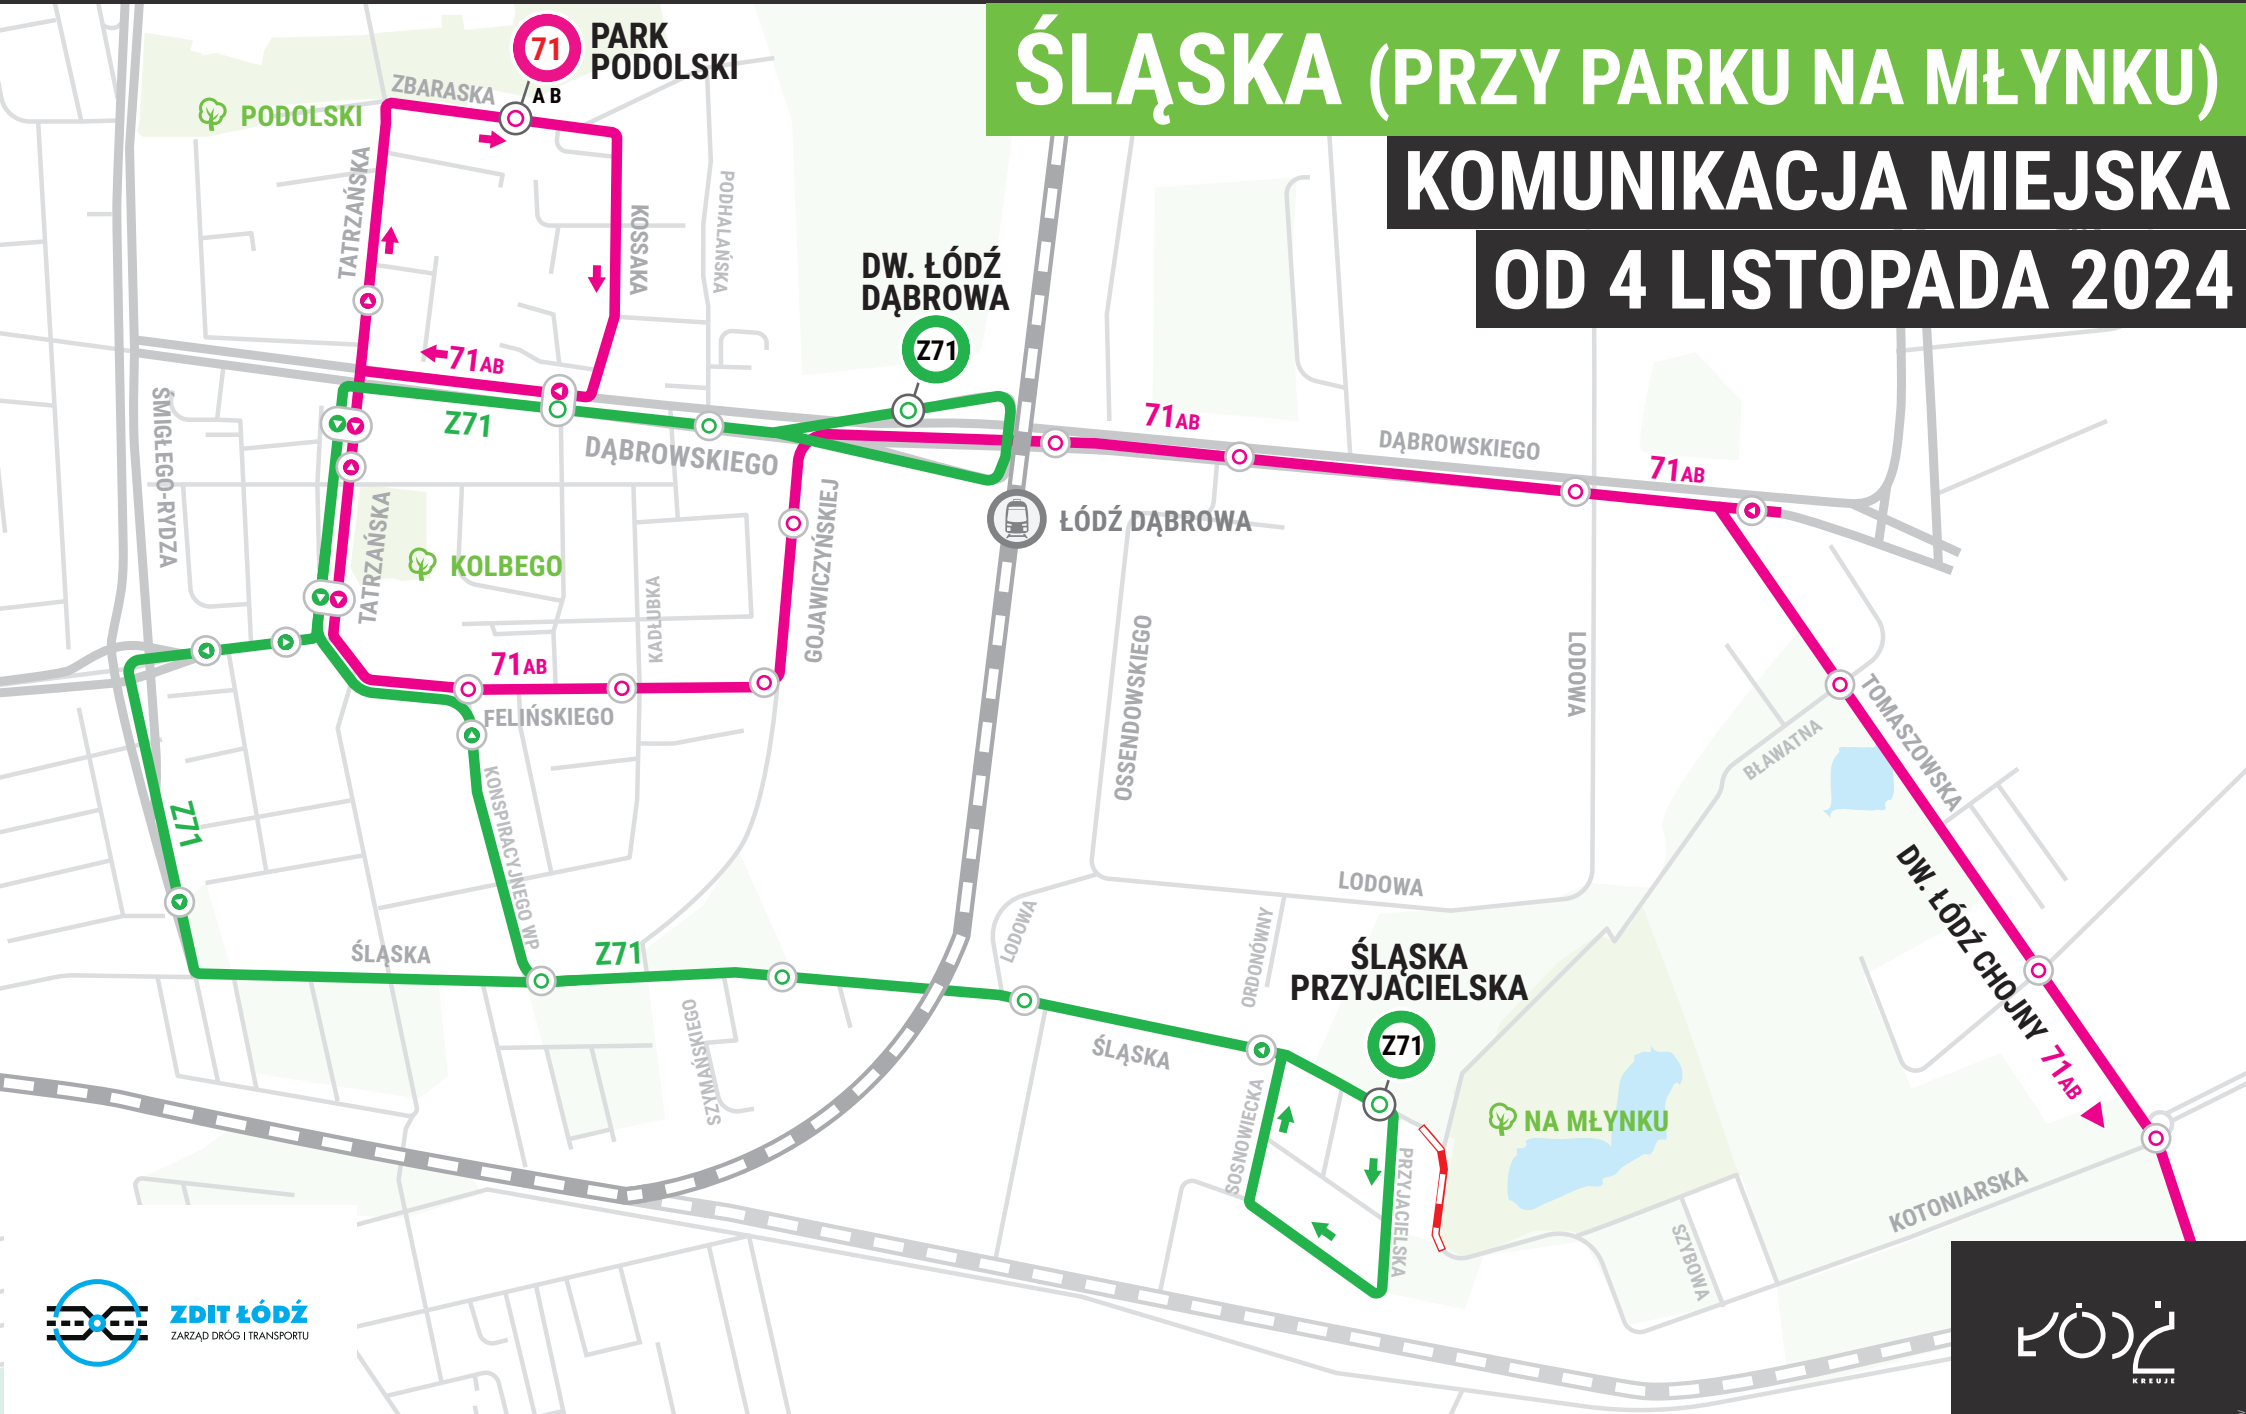 ŚLĄSKA (PRZY PARKU NA MŁYNKU)
KOMUNIKACJA MIEJSKA
OD 4 LISTOPADA 2024
71
PARK
PODOLSKI
A B
ZBARASKA
PODOLSKI
TATRZAŃSKA
KOSSAKA
PODHALAŃSKA
DW. ŁÓDŹ
DĄBROWA
Z71
71AB
Z71
DĄBROWSKIEGO
71AB
DĄBROWSKIEGO
71AB
ŚMIGŁEGO-RYDZA
TATRZAŃSKA
KOLBEGO
KADŁUBKA
GOJAWICZYŃSKIEJ
ŁÓDŹ DĄBROWA
OSSENDOWSKIEGO
LODOWA
71AB
FELIŃSKIEGO
KONSPIRACYJNEGO WP
Z71
TOMASZOWSKA
BŁAWATNA
LODOWA
LODOWA
ORDONÓWNY
ŚLĄSKA
Z71
DW. ŁÓDŹ CHOJNY 71AB
ŚLĄSKA
PRZYJACIELSKA
Z71
SZYMAŃSKIEGO
ŚLĄSKA
SOSNOWIECKA
PRZYJACIELSKA
NA MŁYNKU
KOTONIARSKA
SZYBOWA
ZDIT ŁÓDŹ
ZARZĄD DRÓG I TRANSPORTU
ŁÓDŹ
KREUJE